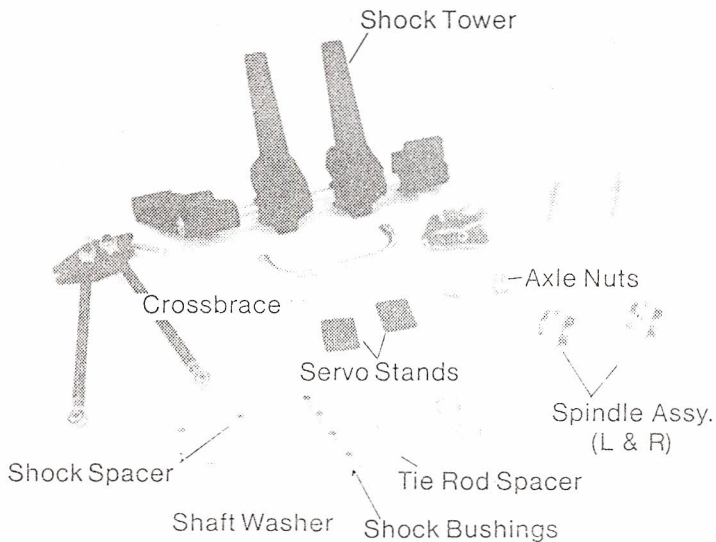 Shock Tower
Axle Nuts
Crossbrace
Servo Stands
Spindle Assy.
(L & R)
Shock Spacer
Tie Rod Spacer
Shaft Washer
Shock Bushings